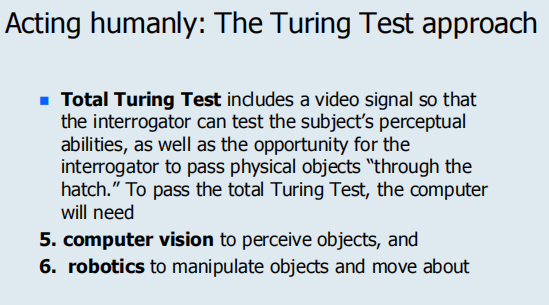 Acting humanly: The Turing Test approach
Total Turing Test includes a video signal so that
the interrogator can test the subject's perceptual
abilities, as well as the opportunity for the
interrogator to pass physical objects “through the
hatch.” To pass the total Turing Test, the computer
will need
5. computer vision to perceive objects, and
6. robotics to manipulate objects and move about